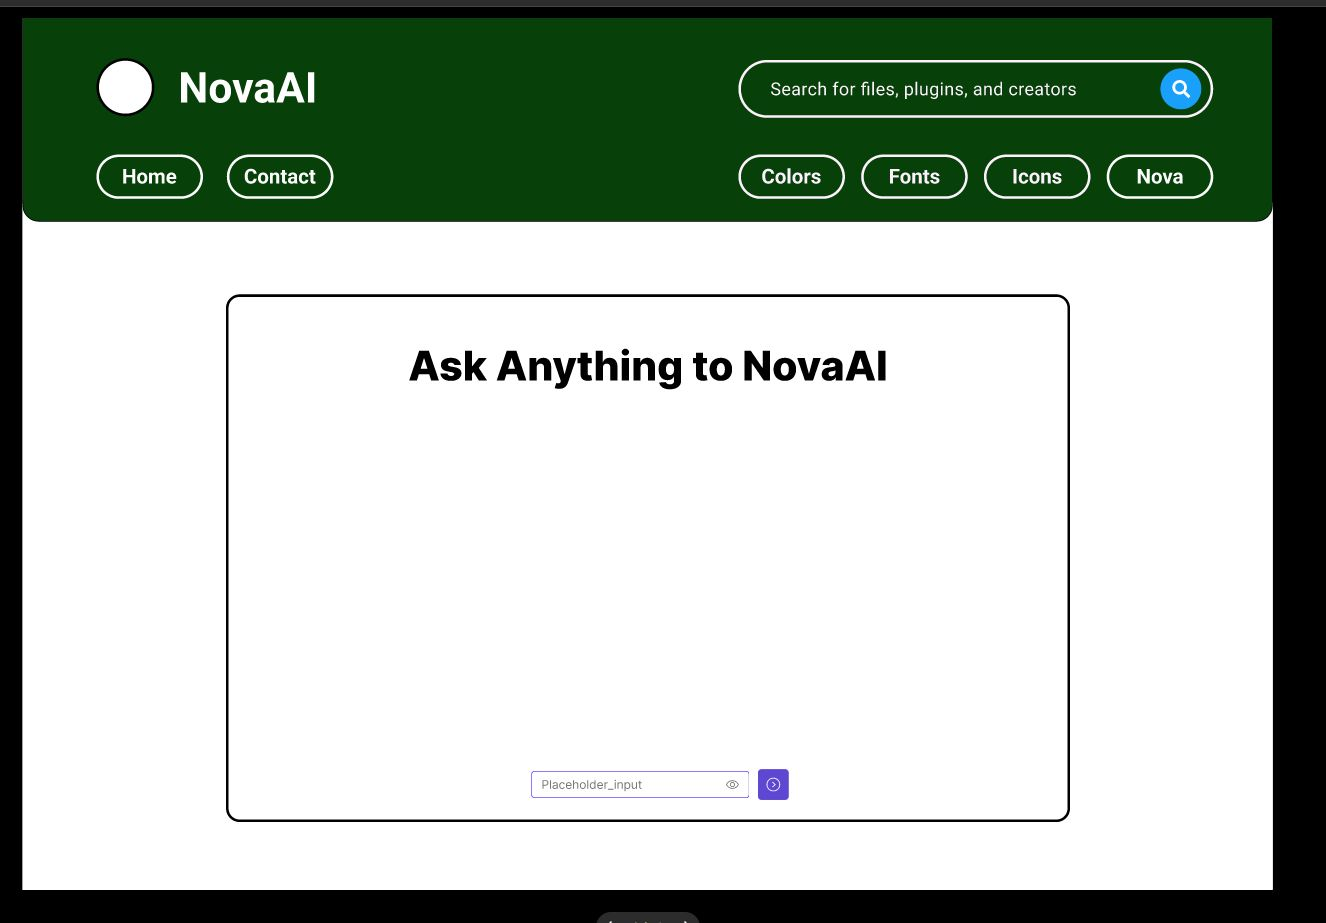 NovaAI
Search for files, plugins, and creators
Home
Contact
Colors
Fonts
Icons
Nova
Ask Anything to NovaAI
Placeholder_input